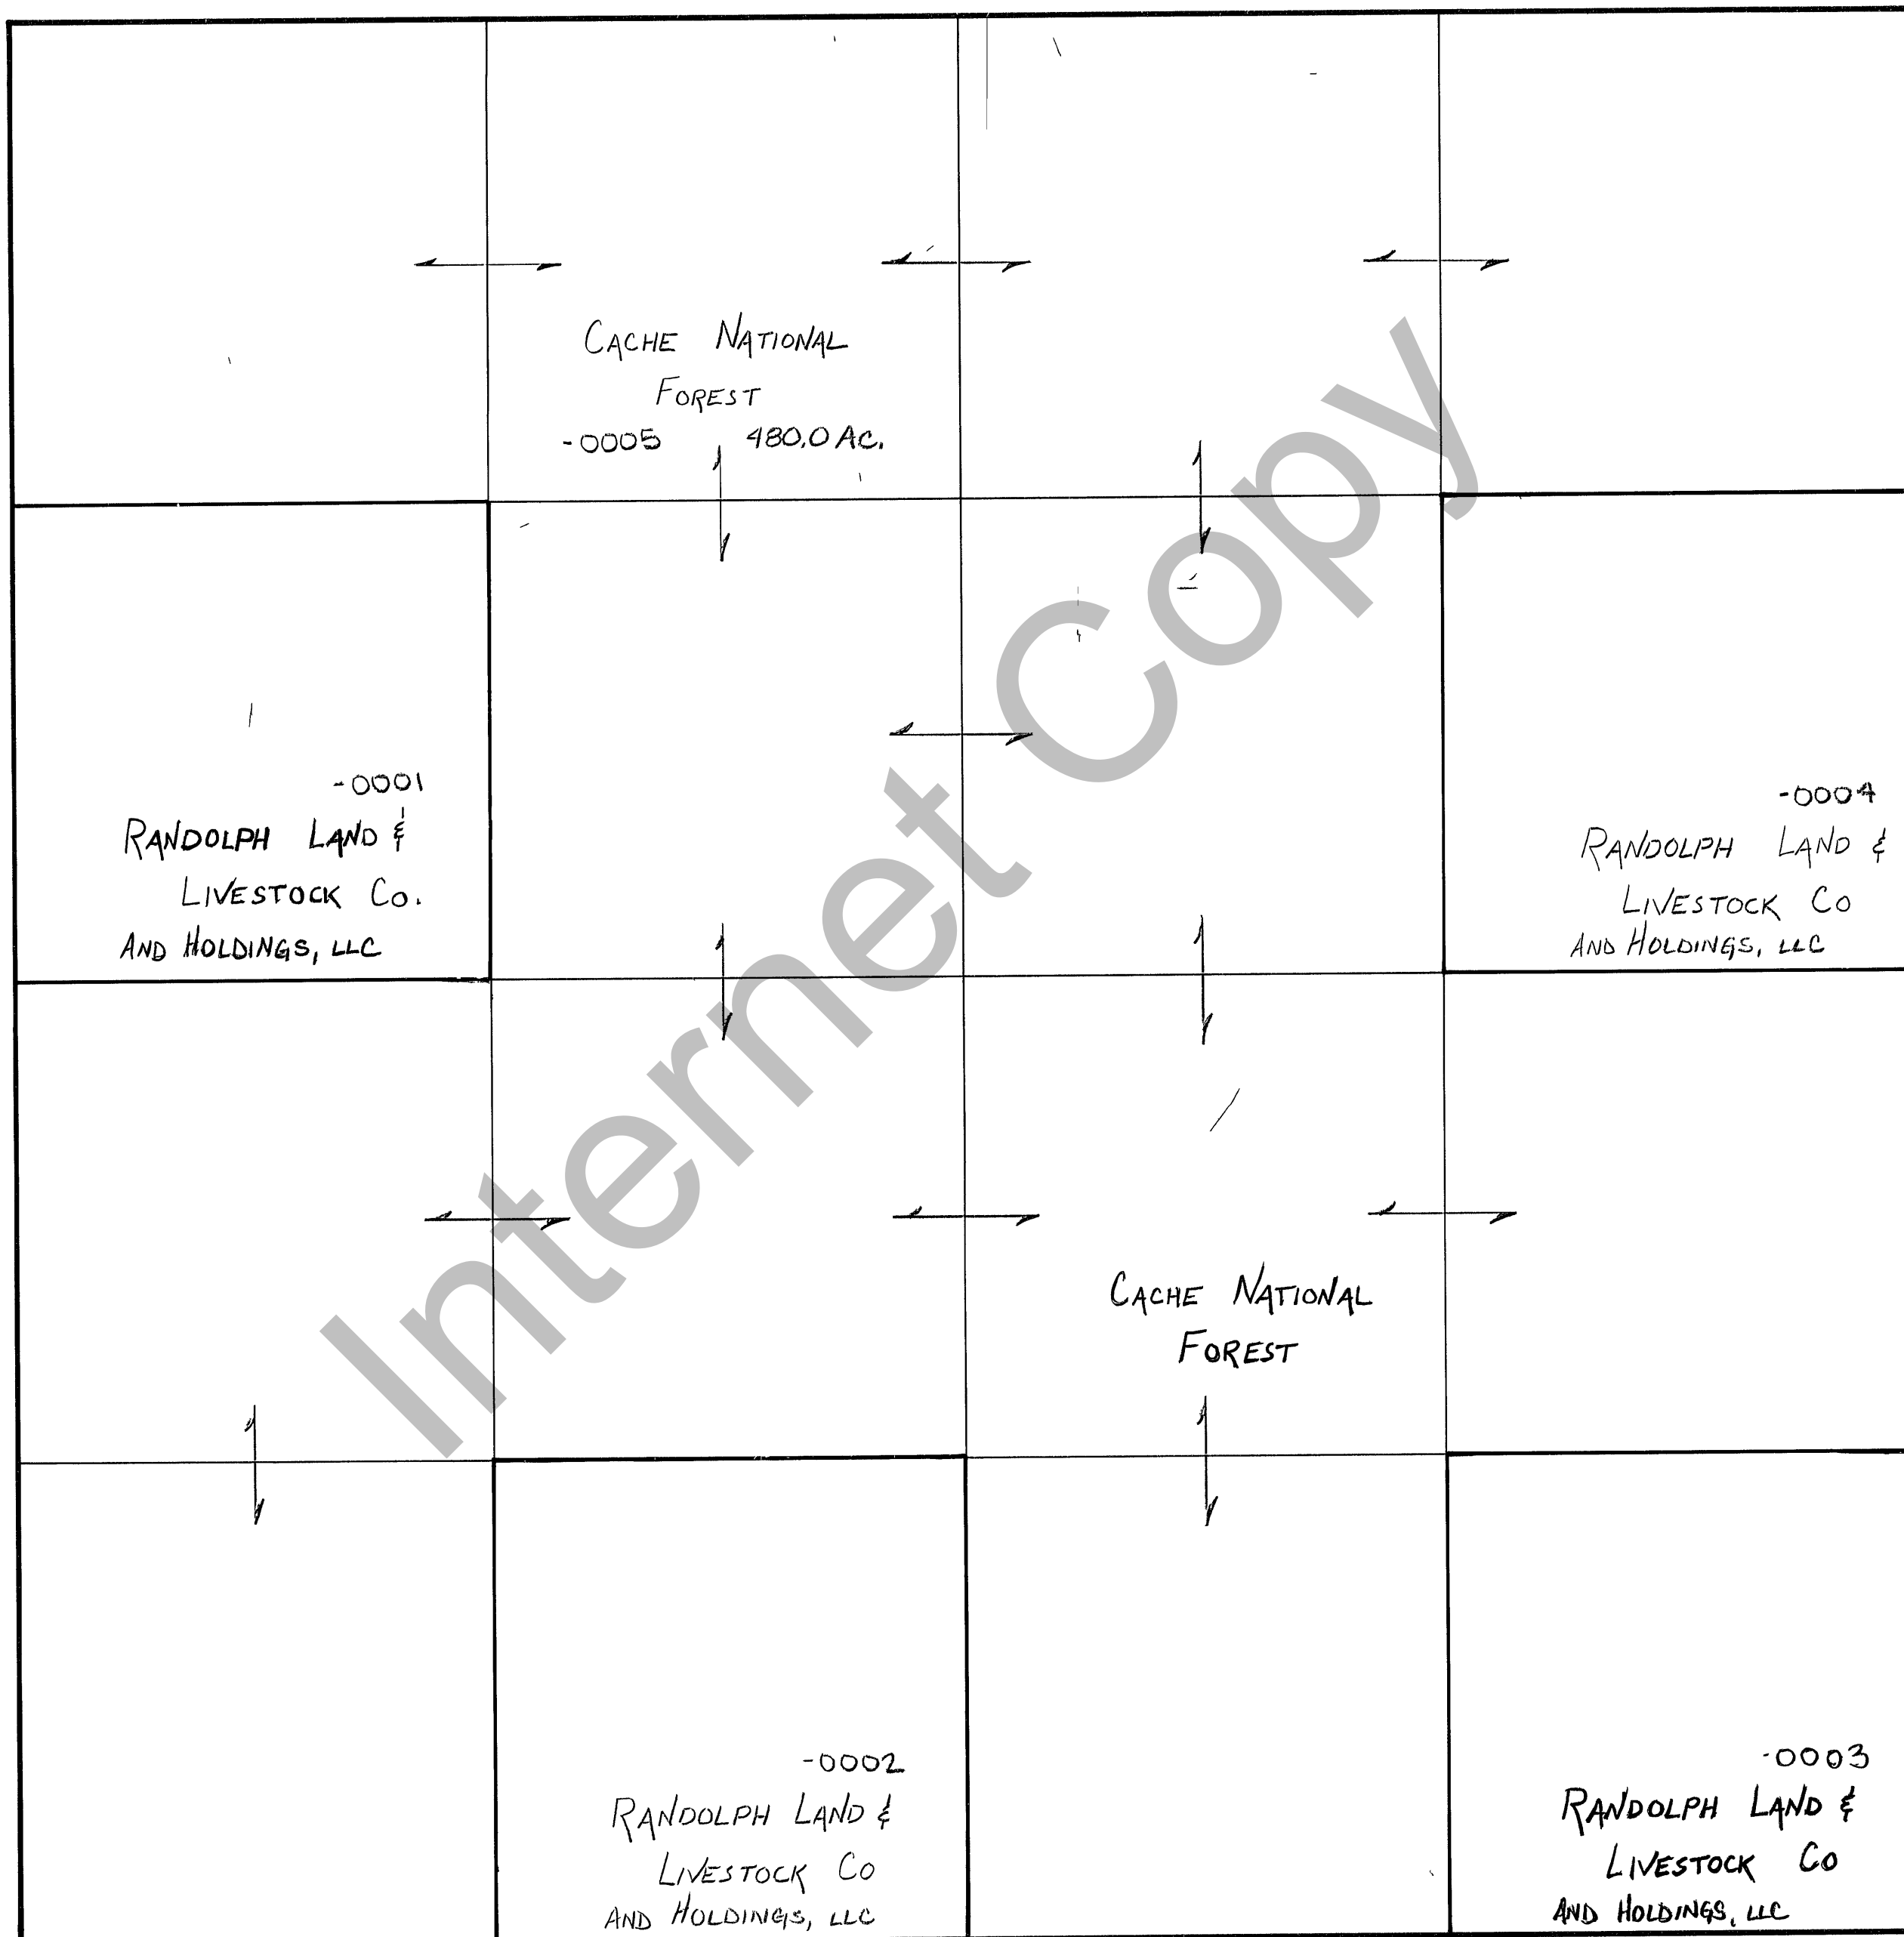 CACHE NATIONAL
FOREST
-0005 480.0 AC.
-0001
RANDOLPH LAND &
LIVESTOCK CO.
AND HOLDINGS, LLC
-0004
RANDOLPH LAND &
LIVESTOCK CO
AND HOLDINGS, LLC
CACHE NATIONAL
FOREST
-0002
RANDOLPH LAND &
LIVESTOCK CO
AND HOLDINGS, LLC
-0003
RANDOLPH LAND &
LIVESTOCK CO
AND HOLDINGS, LLC
Internet Copy